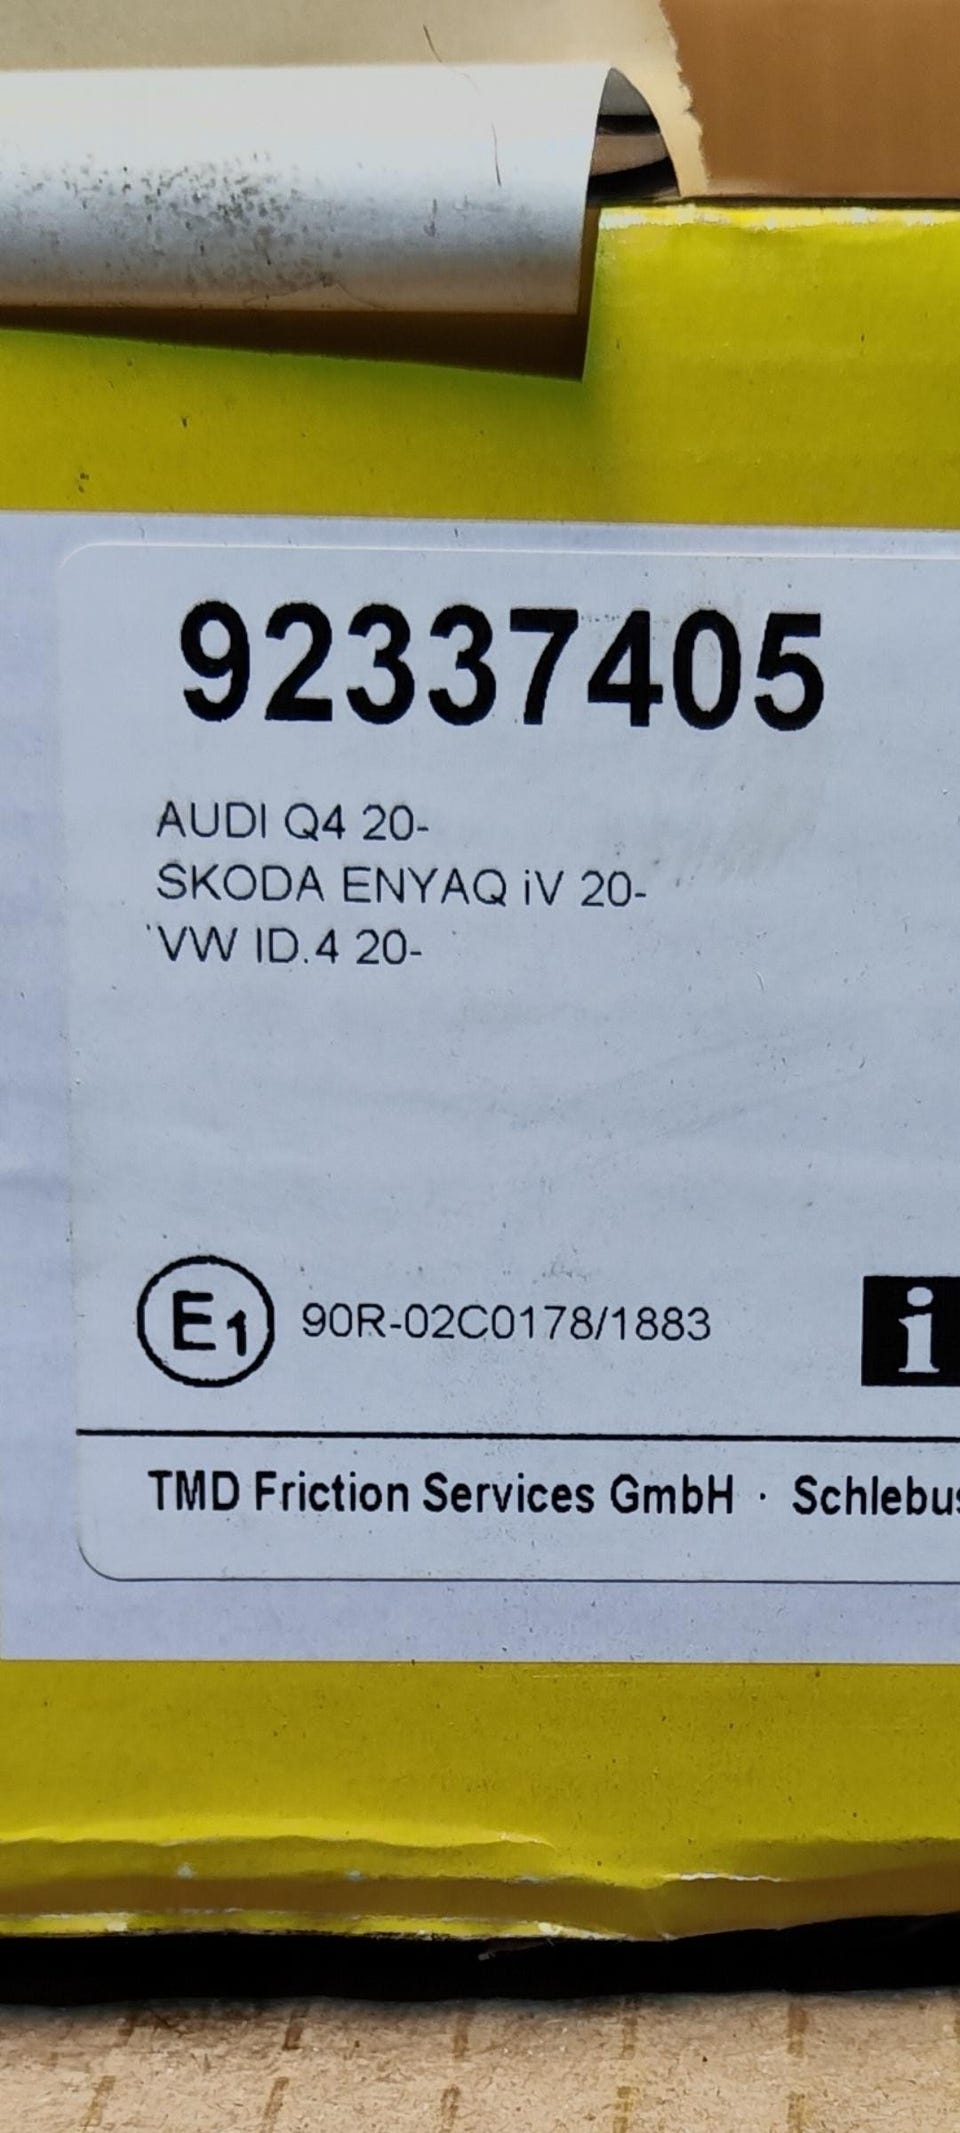 92337405
AUDI Q4 20-
SKODA ENYAQ iV 20-
VW ID.4 20-
E1 90R-02C0178/1883 i
TMD Friction Services GmbH · Schlebus